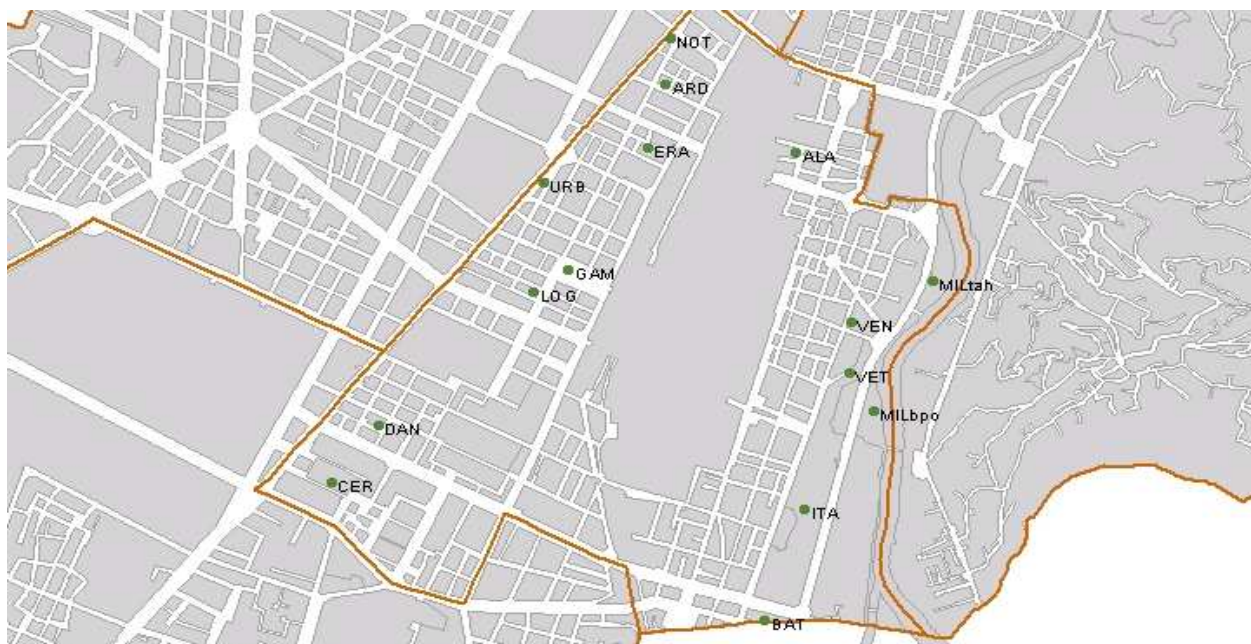 NOT
ARD
ERA
ALA
URB
GAM
MILtah
LOG
VEN
VET
MILbpo
DAN
CER
ITA
BAT